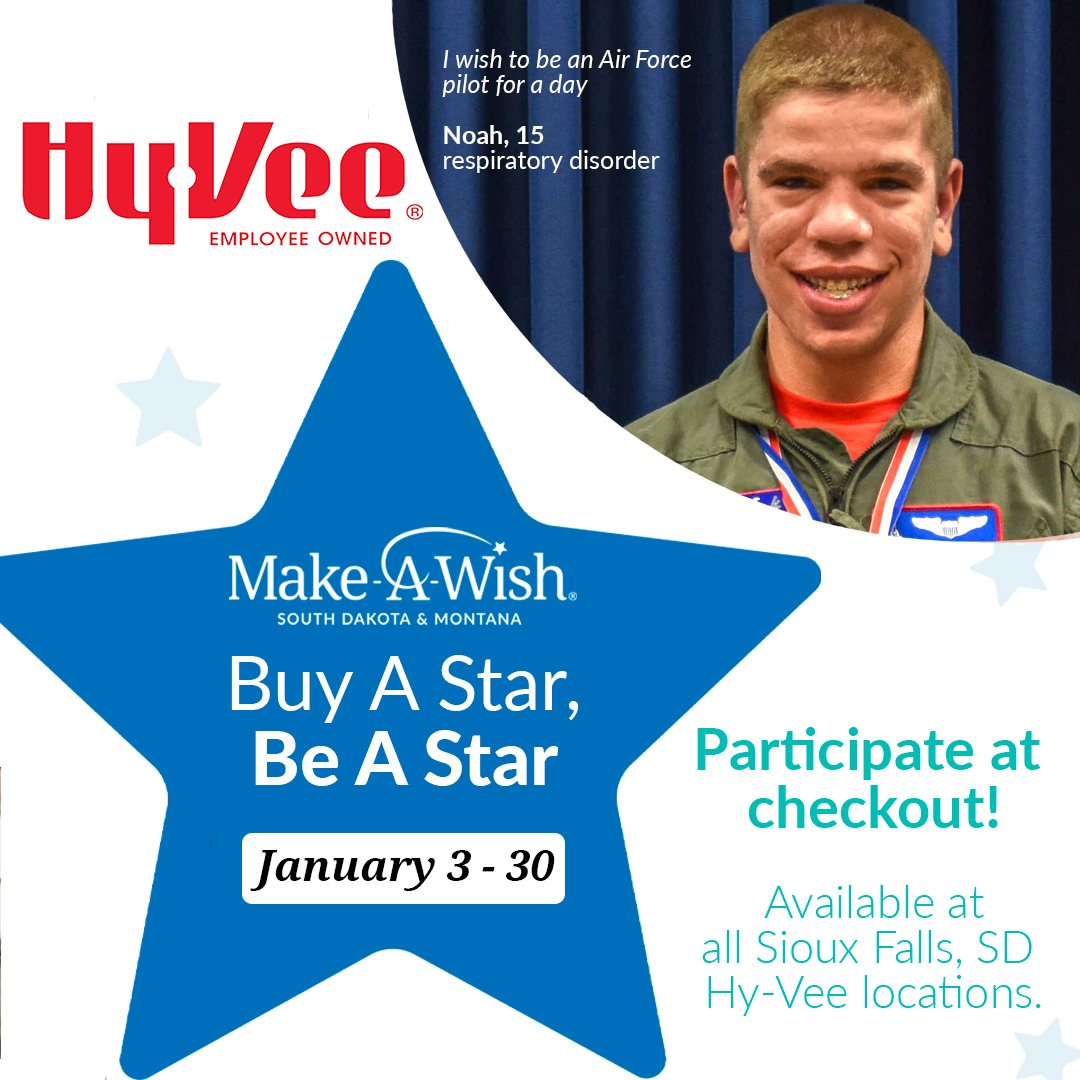 I wish to be an Air Force
pilot for a day
Noah, 15
respiratory disorder
HyVee®
EMPLOYEE OWNED
Make-A-Wish®
SOUTH DAKOTA & MONTANA
Buy A Star,
Be A Star
January 3 - 30
Participate at
checkout!
Available at
all Sioux Falls, SD
Hy-Vee locations.